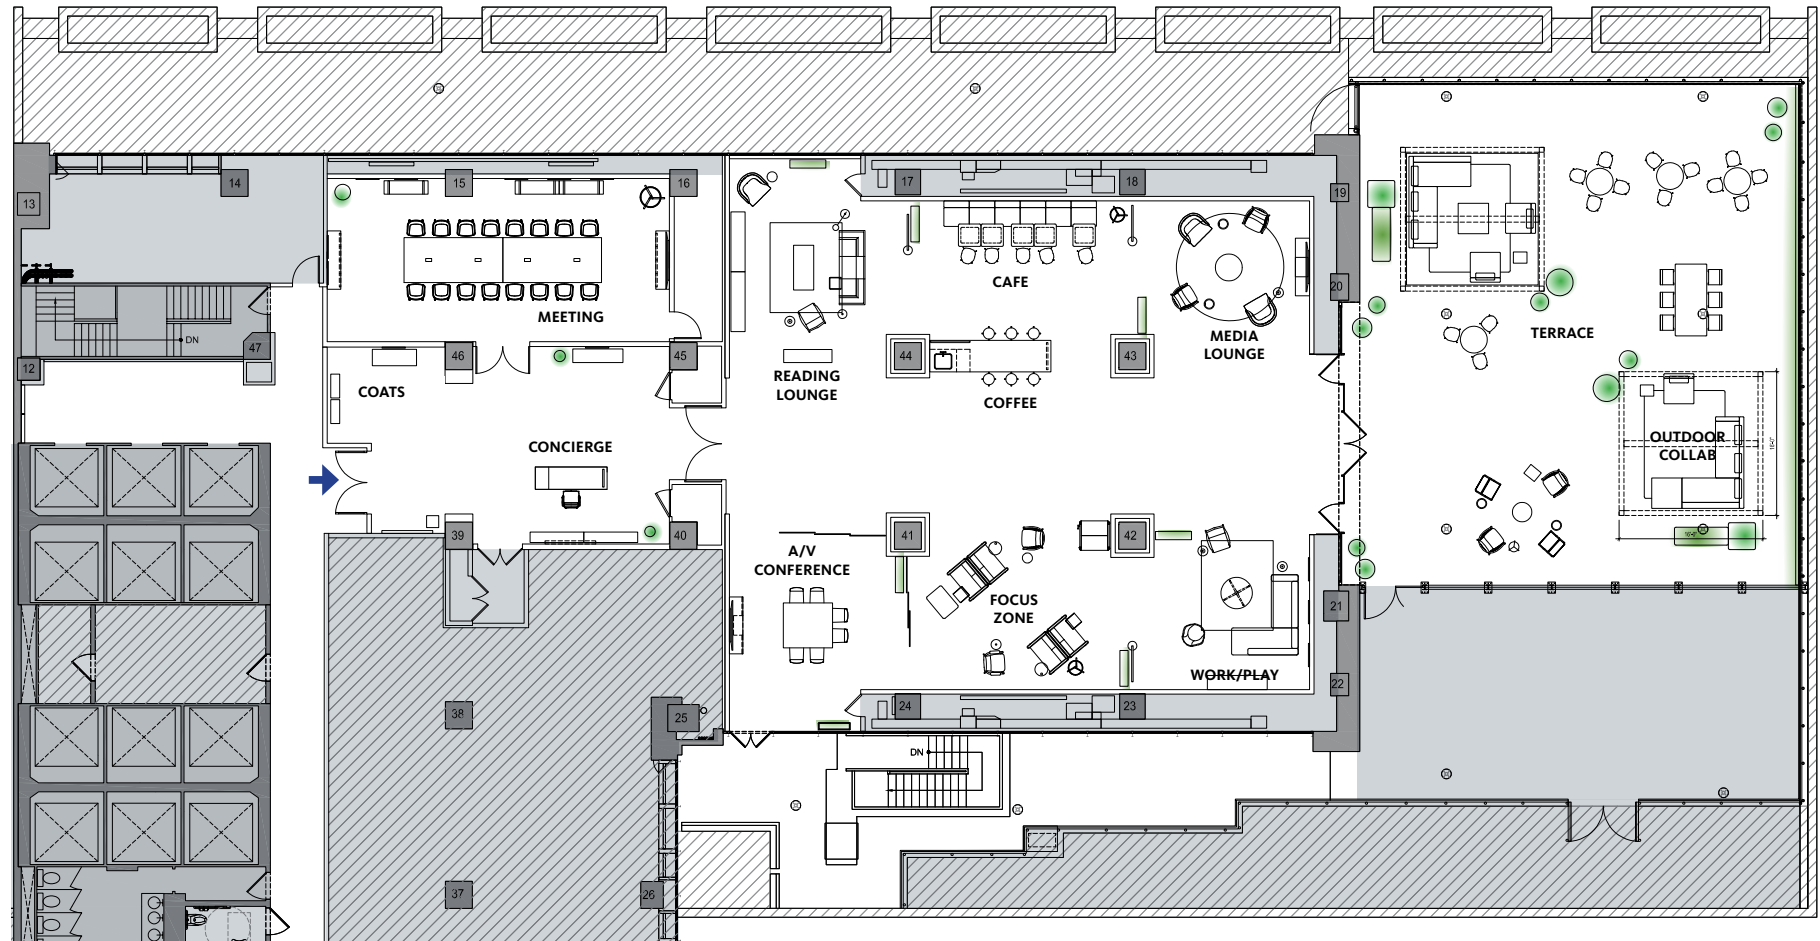 13
14
15
16
17
18
19
20
MEETING
CAFE
MEDIA
LOUNGE
TERRACE
DN
47
12
46
45
44
43
COATS
READING
LOUNGE
COFFEE
CONCIERGE
OUTDOOR
COLLAB
39
40
41
42
A/V
CONFERENCE
FOCUS
ZONE
WORK/PLAY
21
22
38
25
24
23
DN
37
26